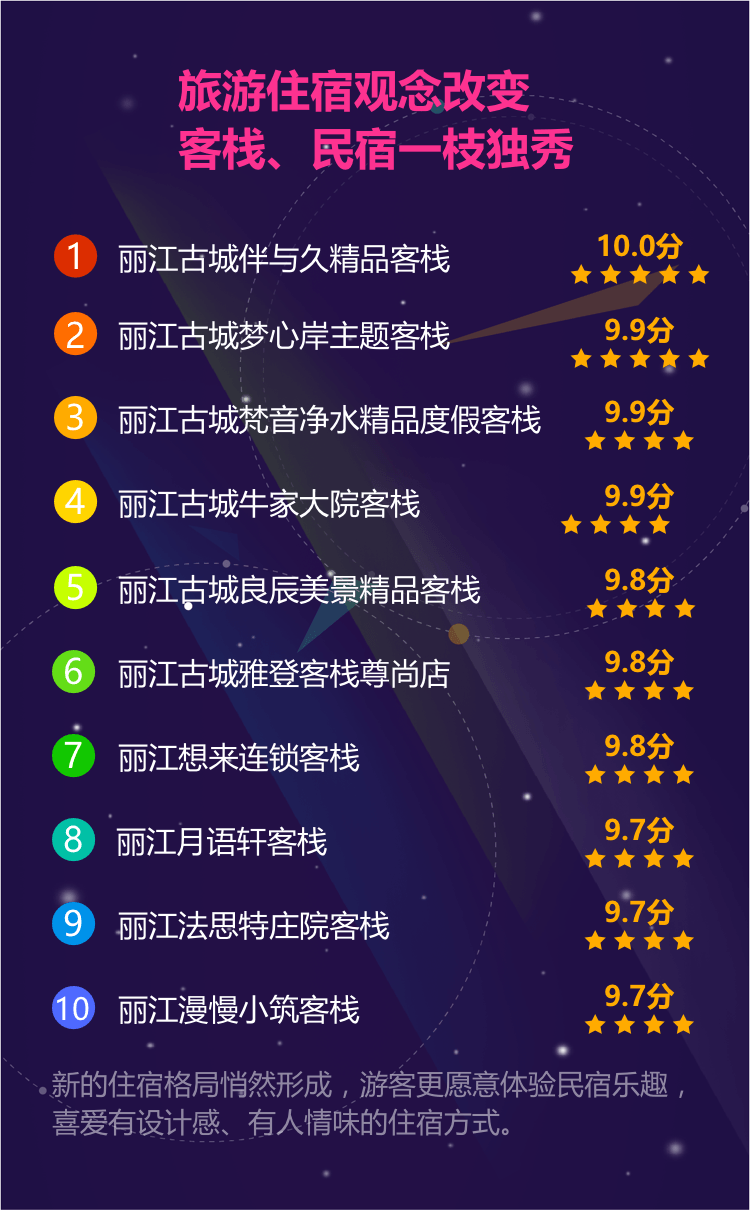 旅游住宿观念改变
客栈、民宿一枝独秀
1 丽江古城伴与久精品客栈 10.0分
2 丽江古城梦心岸主题客栈 9.9分
3 丽江古城梵音净水精品度假客栈 9.9分
4 丽江古城牛家大院客栈 9.9分
5 丽江古城良辰美景精品客栈 9.8分
6 丽江古城雅登客栈尊尚店 9.8分
7 丽江想来连锁客栈 9.8分
8 丽江月语轩客栈 9.7分
9 丽江法思特庄院客栈 9.7分
10 丽江漫慢小筑客栈 9.7分
新的住宿格局悄然形成，游客更愿意体验民宿乐趣，
喜爱有设计感、有人情味的住宿方式。